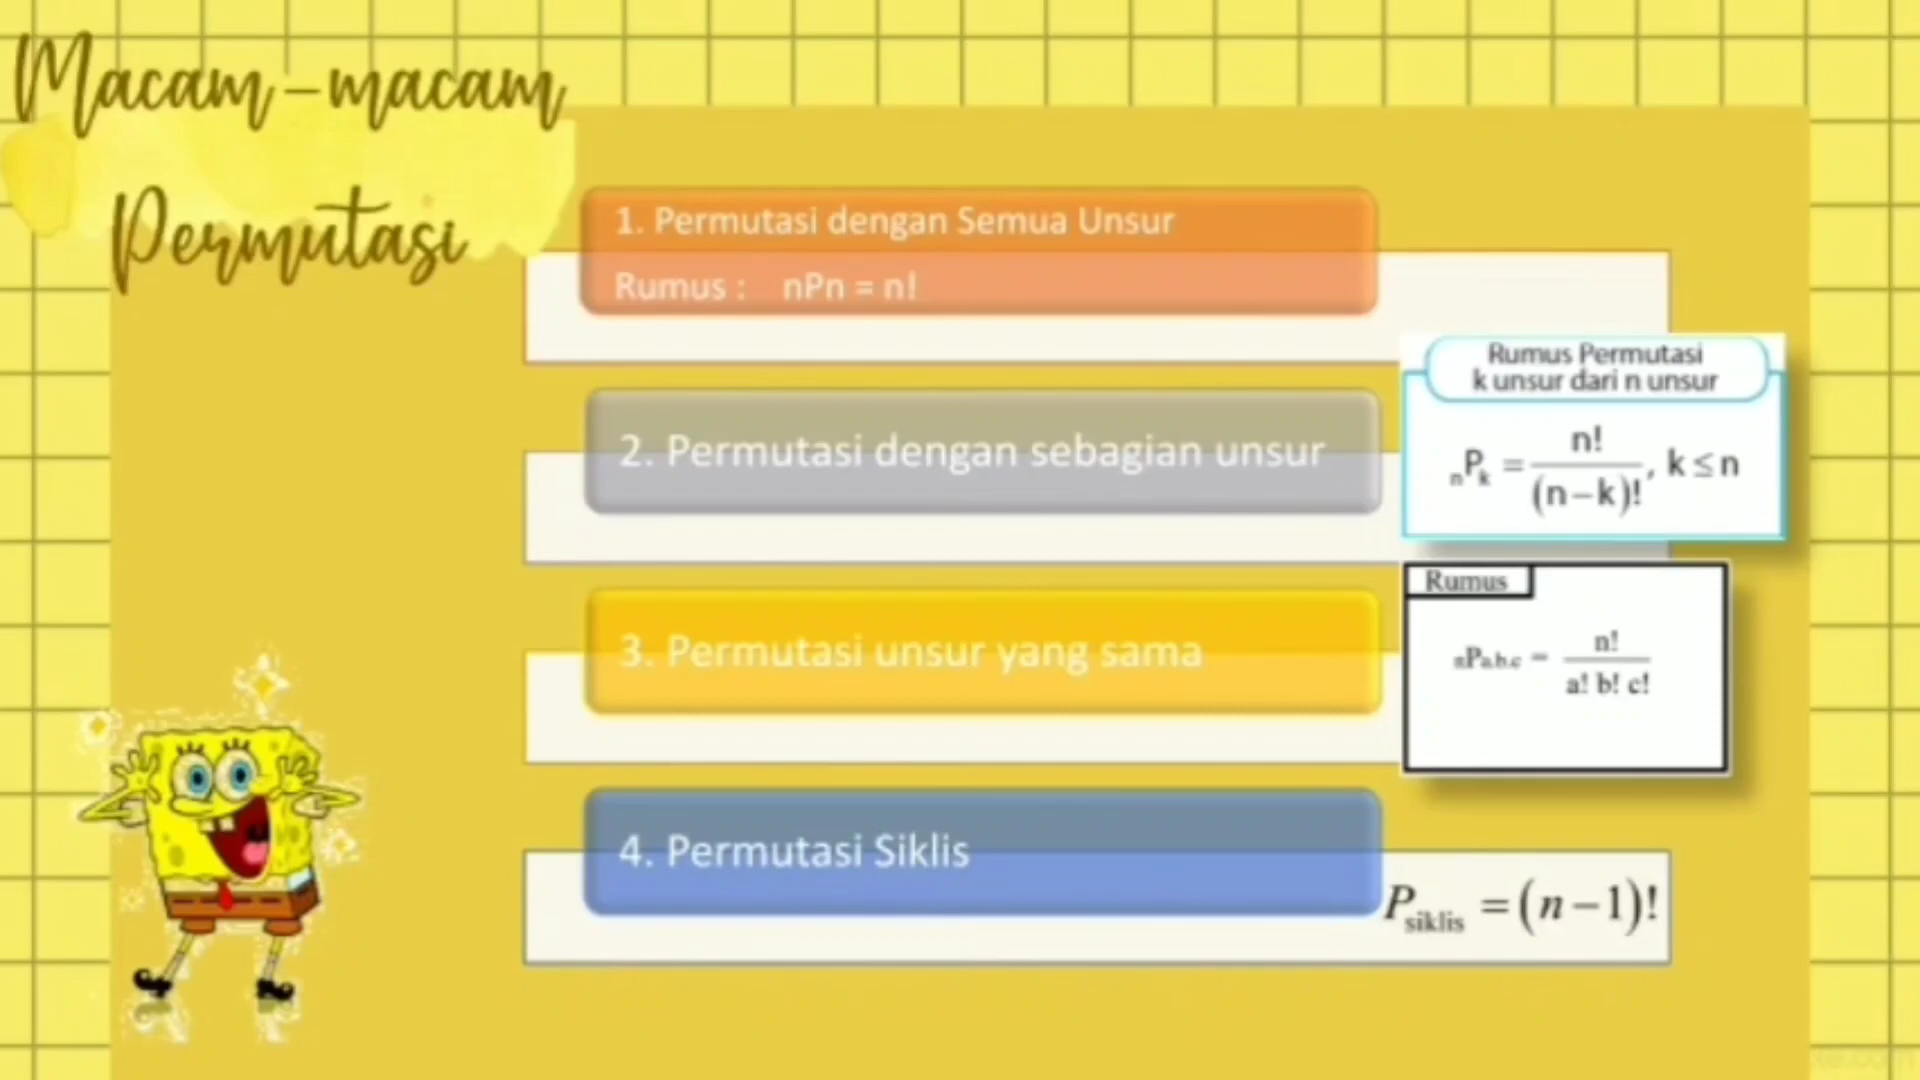 Macam-macam
Permutasi
1. Permutasi dengan Semua Unsur
Rumus : nPn = n!
Rumus Permutasi
k unsur dari n unsur
2. Permutasi dengan sebagian unsur
nPk = n! / (n-k)!, k ≤ n
Rumus
3. Permutasi unsur yang sama
nPa.b.c = n! / a! b! c!
4. Permutasi Siklis
Psiklis = (n-1)!